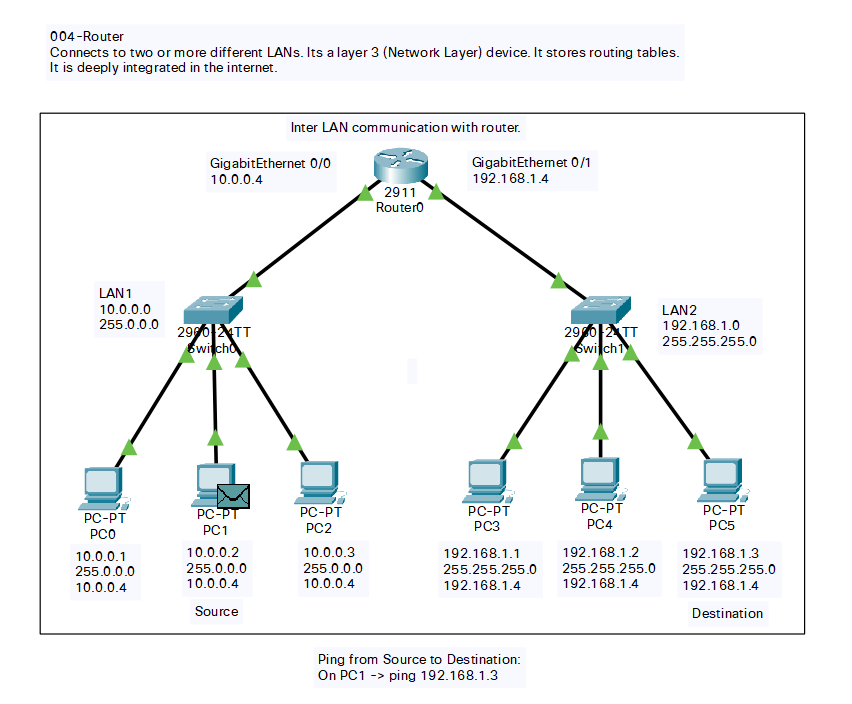 004-Router
Connects to two or more different LANs. Its a layer 3 (Network Layer) device. It stores routing tables.
It is deeply integrated in the internet.
Inter LAN communication with router.
GigabitEthernet 0/0
10.0.0.4
GigabitEthernet 0/1
192.168.1.4
2911
Router0
LAN1
10.0.0.0
255.0.0.0
2960-24TT
Switch0
2960-24TT
Switch1
LAN2
192.168.1.0
255.255.255.0
PC-PT
PC0
10.0.0.1
255.0.0.0
10.0.0.4
PC-PT
PC1
10.0.0.2
255.0.0.0
10.0.0.4
Source
PC-PT
PC2
10.0.0.3
255.0.0.0
10.0.0.4
PC-PT
PC3
192.168.1.1
255.255.255.0
192.168.1.4
PC-PT
PC4
192.168.1.2
255.255.255.0
192.168.1.4
PC-PT
PC5
192.168.1.3
255.255.255.0
192.168.1.4
Destination
Ping from Source to Destination:
On PC1 -> ping 192.168.1.3